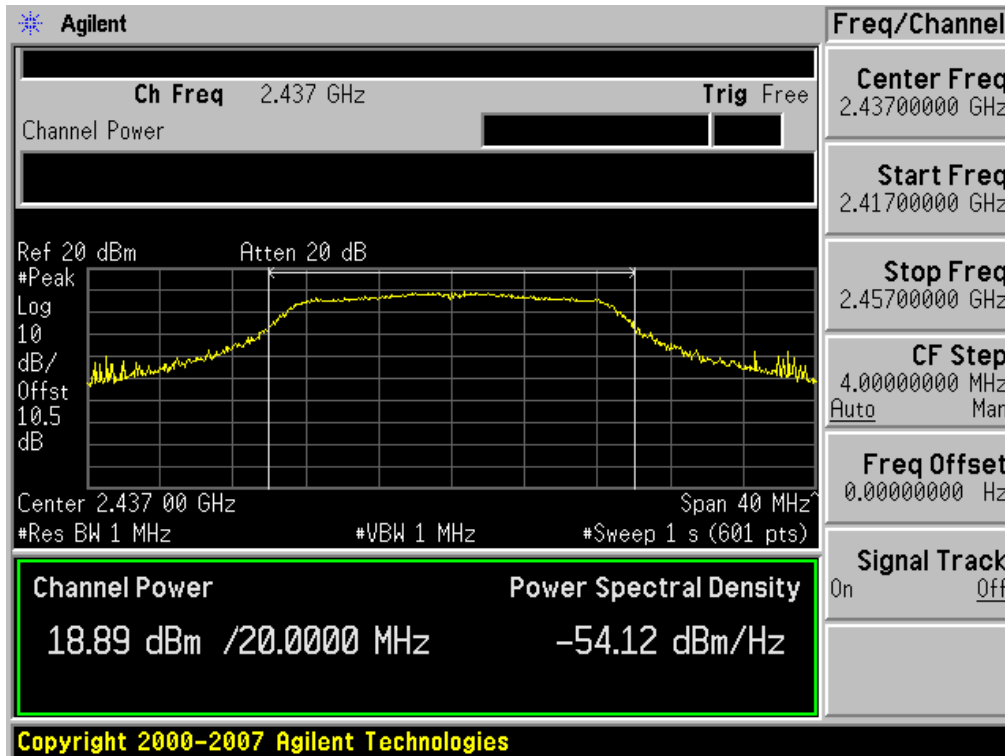 Agilent
Ch Freq 2.437 GHz Trig Free
Channel Power
Ref 20 dBm Atten 20 dB
#Peak
Log
10
dB/
Offst
10.5
dB
Center 2.437 00 GHz Span 40 MHz^
#Res BW 1 MHz #VBW 1 MHz #Sweep 1 s (601 pts)
Channel Power Power Spectral Density
18.89 dBm /20.0000 MHz -54.12 dBm/Hz
Copyright 2000-2007 Agilent Technologies
Freq/Channel
Center Freq
2.43700000 GHz
Start Freq
2.41700000 GHz
Stop Freq
2.45700000 GHz
CF Step
4.00000000 MHz
Auto Man
Freq Offset
0.00000000 Hz
Signal Track
On Off